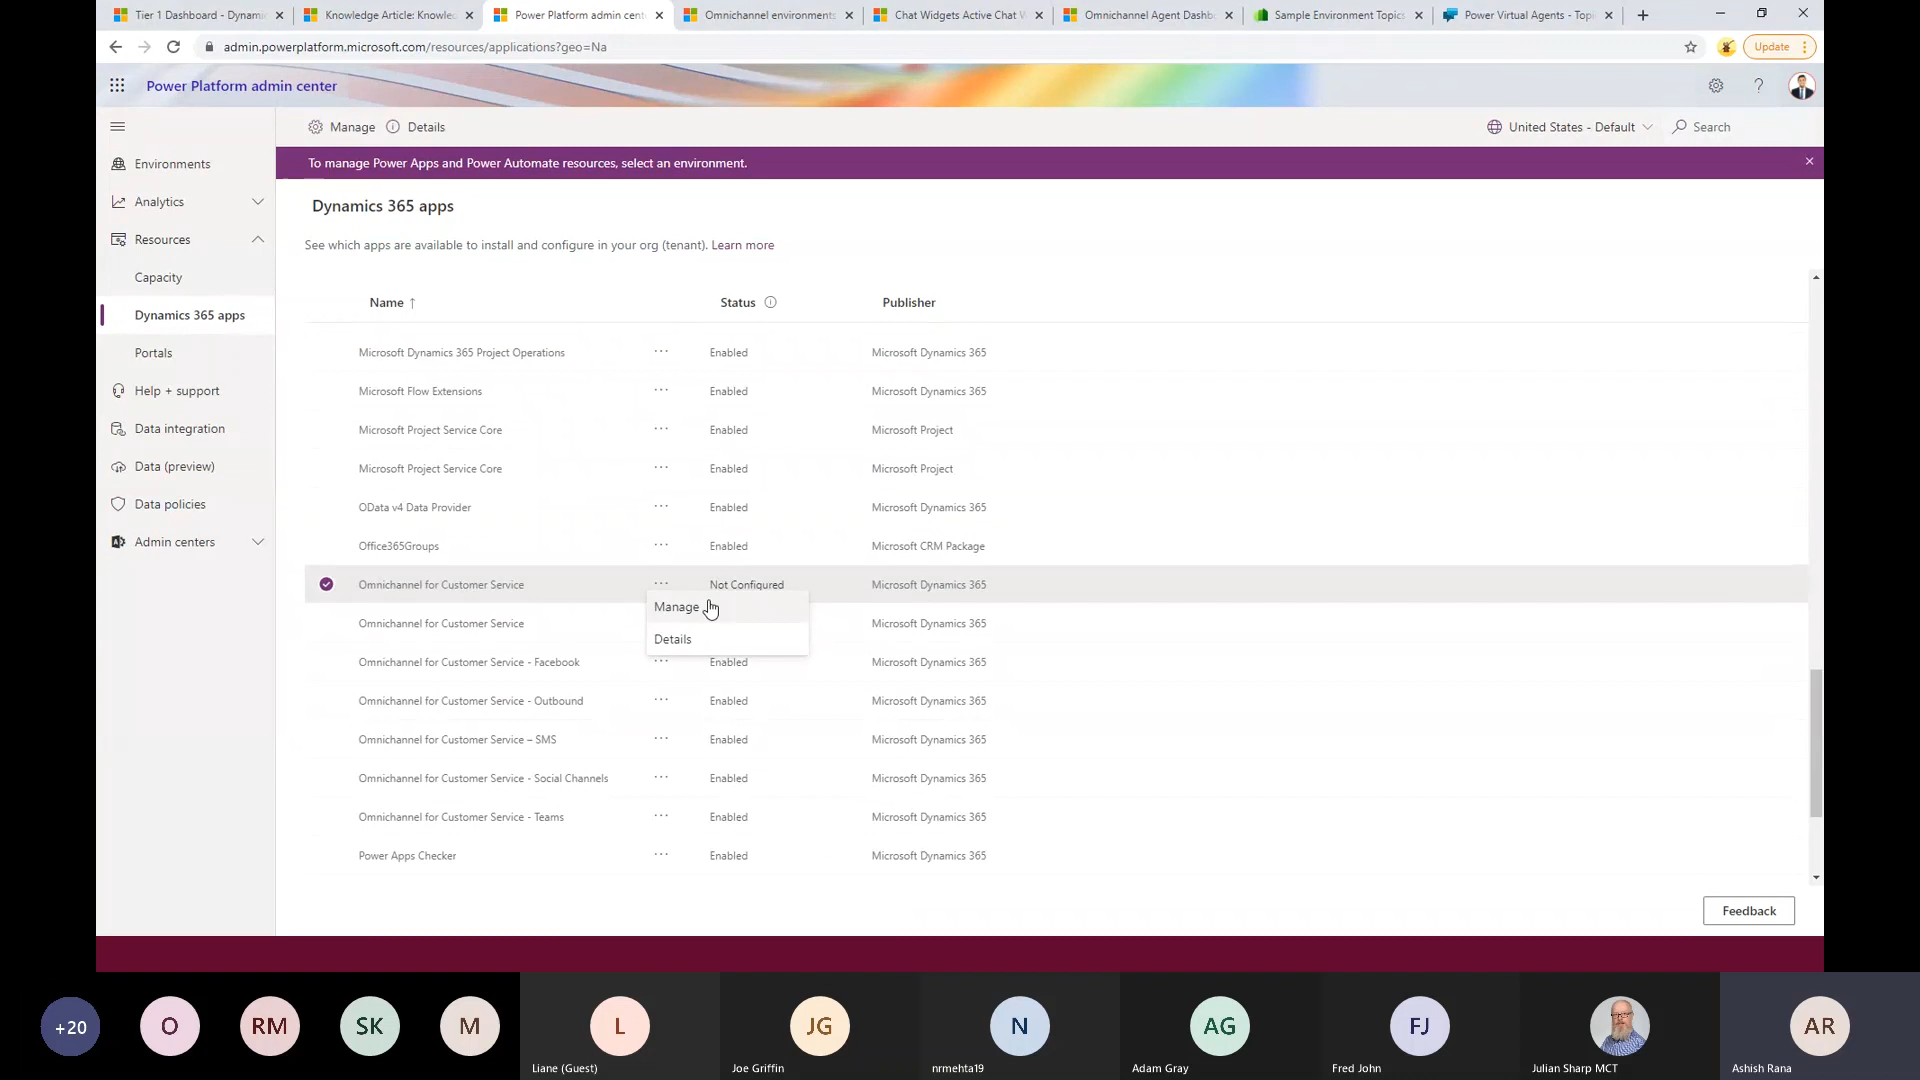 Tier 1 Dashboard - Dynami
Knowledge Article: Knowled
Power Platform admin cent
Omnichannel environments
Chat Widgets Active Chat W
Omnichannel Agent Dashb
Sample Environment Topics
Power Virtual Agents - Topi
admin.powerplatform.microsoft.com/resources/applications?geo=Na
Update
Power Platform admin center
Manage
Details
United States - Default
Search
To manage Power Apps and Power Automate resources, select an environment.
Environments
Analytics
Resources
Capacity
Dynamics 365 apps
Portals
Help + support
Data integration
Data (preview)
Data policies
Admin centers
Dynamics 365 apps
See which apps are available to install and configure in your org (tenant). Learn more
Name ↑ Status Publisher
Microsoft Dynamics 365 Project Operations ... Enabled Microsoft Dynamics 365
Microsoft Flow Extensions ... Enabled Microsoft Dynamics 365
Microsoft Project Service Core ... Enabled Microsoft Project
Microsoft Project Service Core ... Enabled Microsoft Project
OData v4 Data Provider ... Enabled Microsoft Dynamics 365
Office365Groups ... Enabled Microsoft CRM Package
Omnichannel for Customer Service ... Not Configured Microsoft Dynamics 365
Manage
Omnichannel for Customer Service Microsoft Dynamics 365
Details
Omnichannel for Customer Service - Facebook ... Enabled Microsoft Dynamics 365
Omnichannel for Customer Service - Outbound ... Enabled Microsoft Dynamics 365
Omnichannel for Customer Service – SMS ... Enabled Microsoft Dynamics 365
Omnichannel for Customer Service - Social Channels ... Enabled Microsoft Dynamics 365
Omnichannel for Customer Service - Teams ... Enabled Microsoft Dynamics 365
Power Apps Checker ... Enabled Microsoft Dynamics 365
Feedback
+20 O RM SK M L JG N AG FJ AR
Liane (Guest) Joe Griffin nrmehta19 Adam Gray Fred John Julian Sharp MCT Ashish Rana